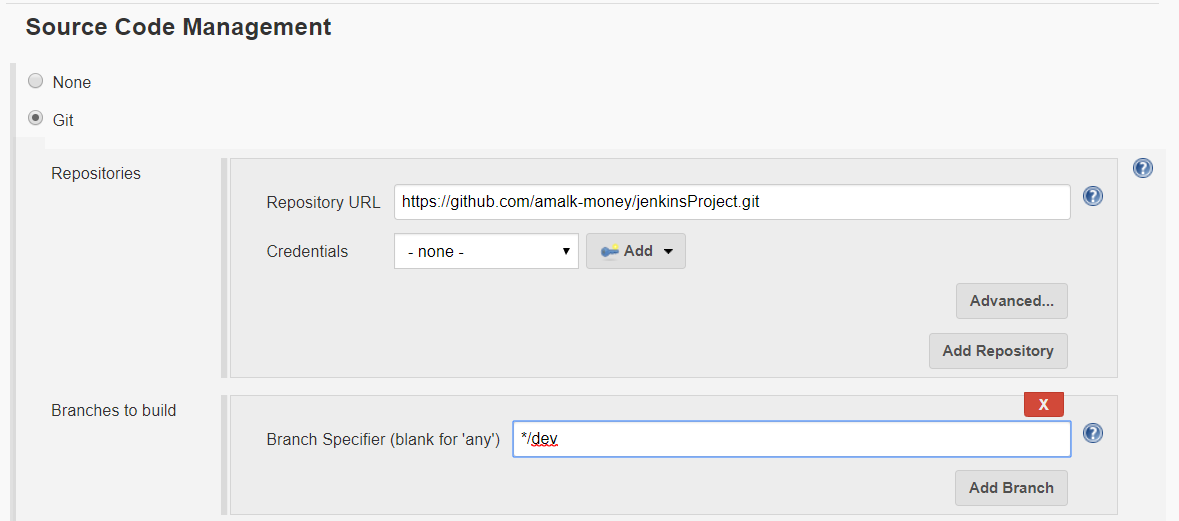 Source Code Management
None
Git
Repositories
Repository URL https://github.com/amalk-money/jenkinsProject.git
Credentials - none - Add
Advanced...
Add Repository
Branches to build
X
Branch Specifier (blank for 'any') */dev
Add Branch